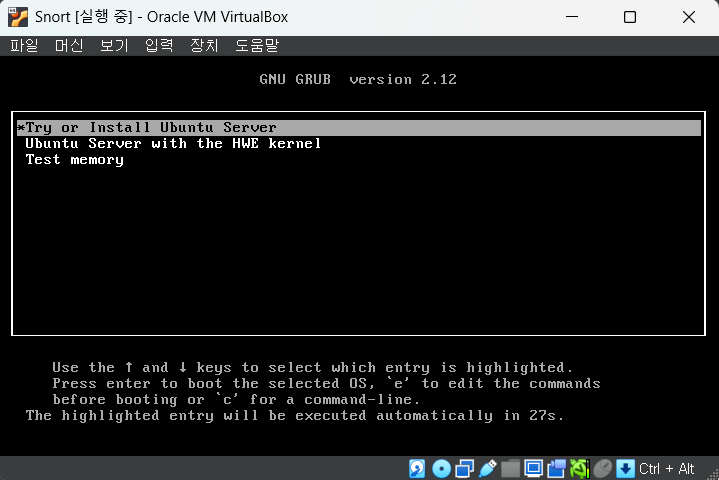 Snort [실행 중] - Oracle VM VirtualBox
파일 머신 보기 입력 장치 도움말
GNU GRUB version 2.12
*Try or Install Ubuntu Server
Ubuntu Server with the HWE kernel
Test memory
Use the ↑ and ↓ keys to select which entry is highlighted.
Press enter to boot the selected OS, `e' to edit the commands
before booting or `c' for a command-line.
The highlighted entry will be executed automatically in 27s.
Ctrl + Alt